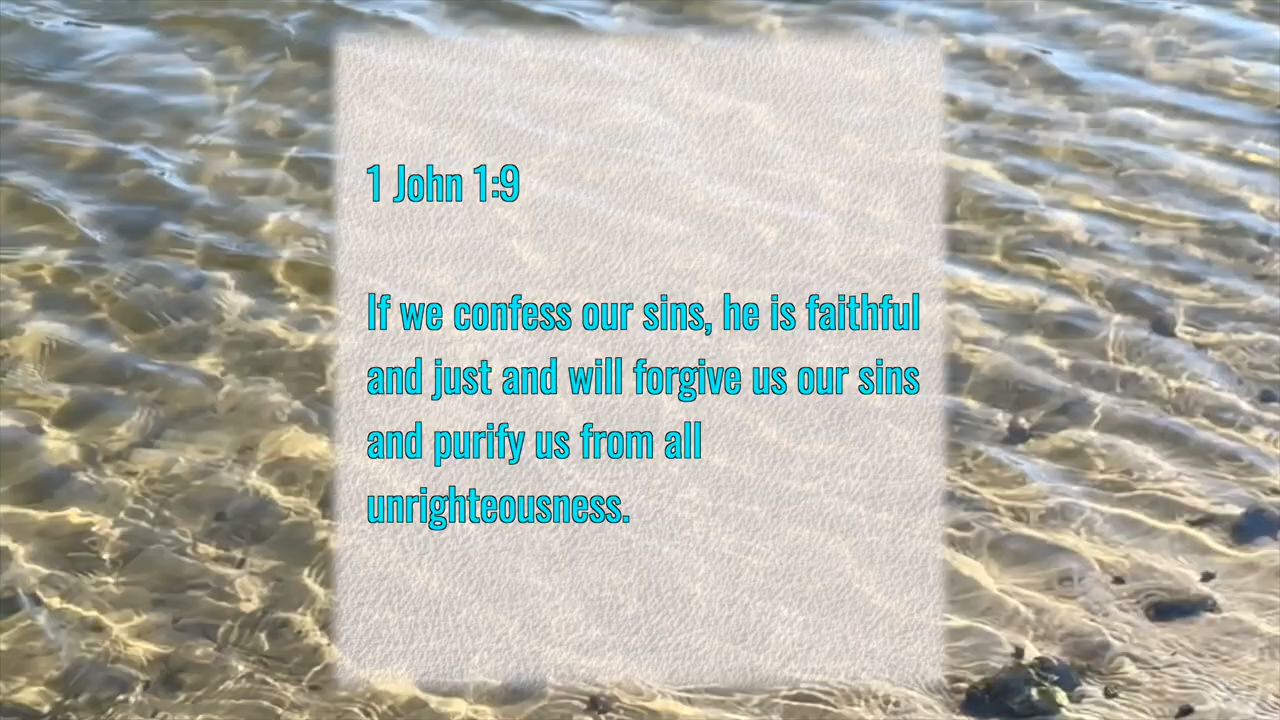 1 John 1:9
If we confess our sins, he is faithful
and just and will forgive us our sins
and purify us from all
unrighteousness.